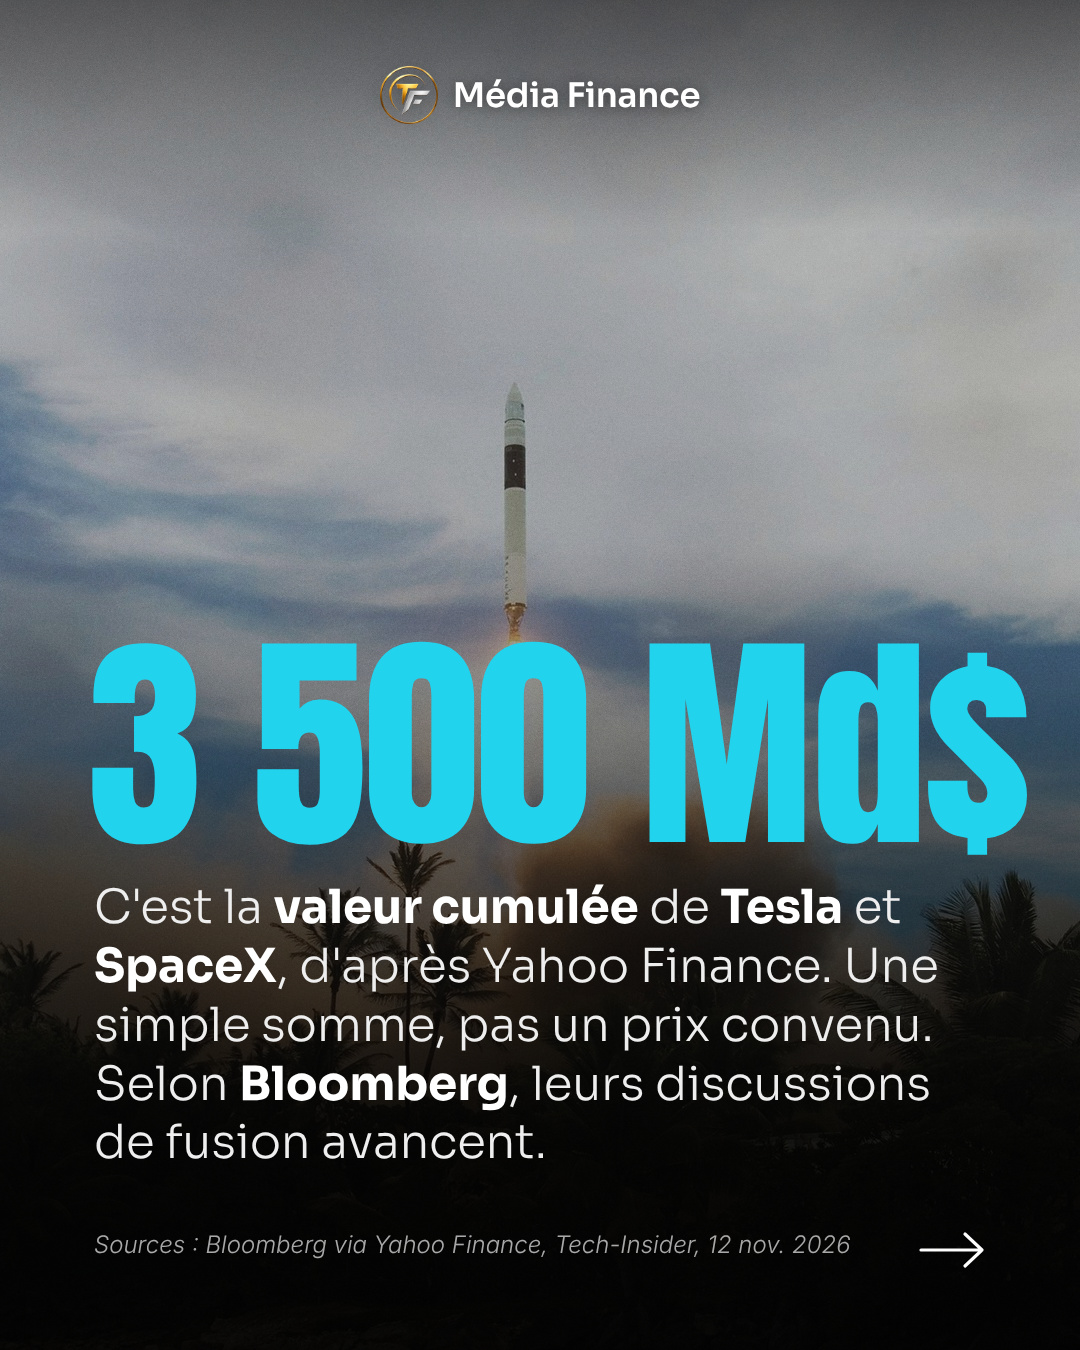 TF Média Finance
3 500 Md$
C'est la valeur cumulée de Tesla et
SpaceX, d'après Yahoo Finance. Une
simple somme, pas un prix convenu.
Selon Bloomberg, leurs discussions
de fusion avancent.
Sources : Bloomberg via Yahoo Finance, Tech-Insider, 12 nov. 2026